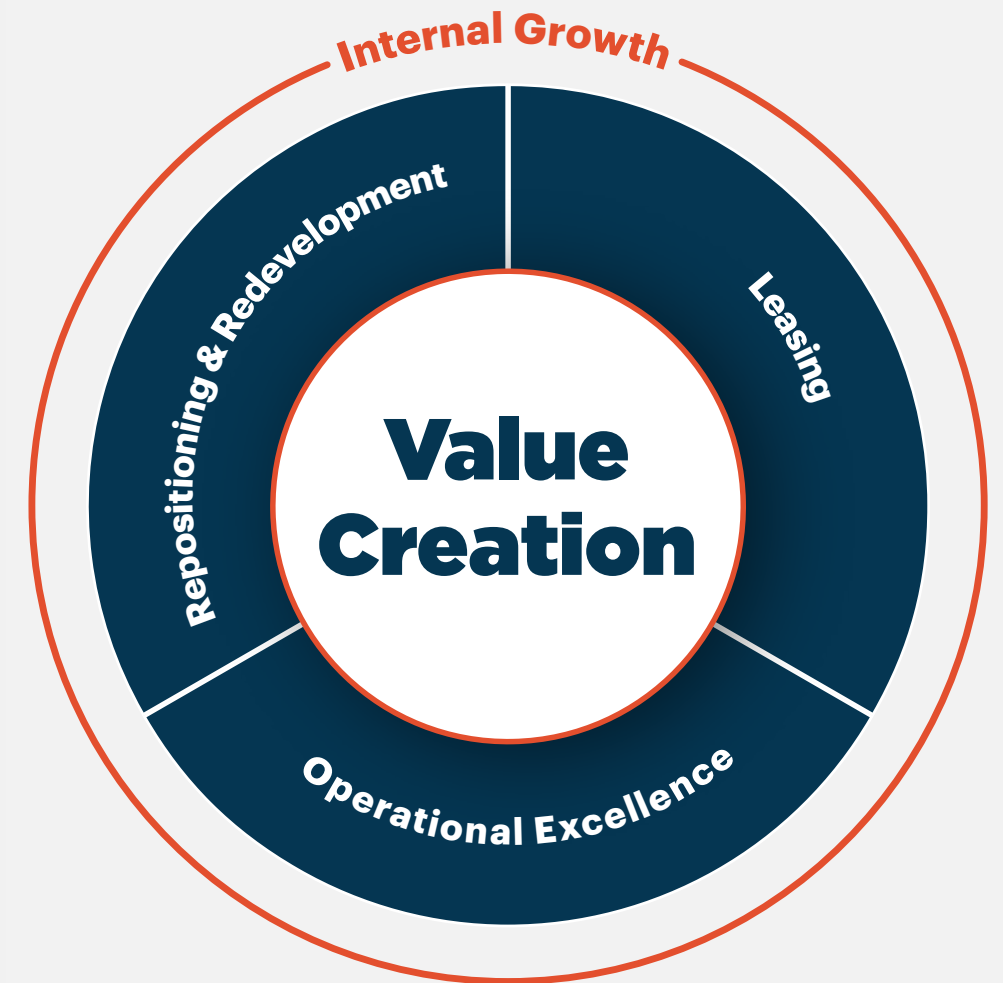 Internal Growth
Repositioning & Redevelopment
Leasing
Value
Creation
Operational Excellence